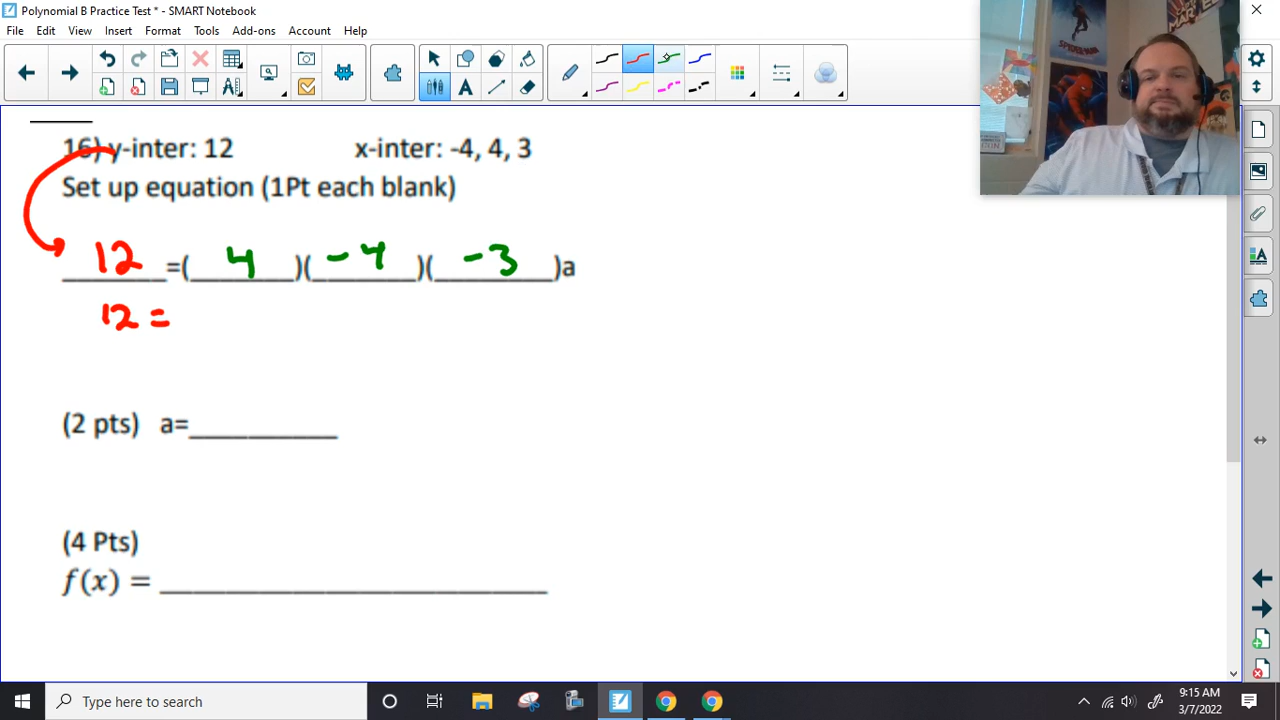 Polynomial B Practice Test * - SMART Notebook
File Edit View Insert Format Tools Add-ons Account Help
16) y-inter: 12 x-inter: -4, 4, 3
Set up equation (1Pt each blank)
12 =( 4 )( -4 )( -3 )a
12 =
(2 pts) a=__________
(4 Pts)
f(x) = ____________________________
Type here to search
9:15 AM
3/7/2022